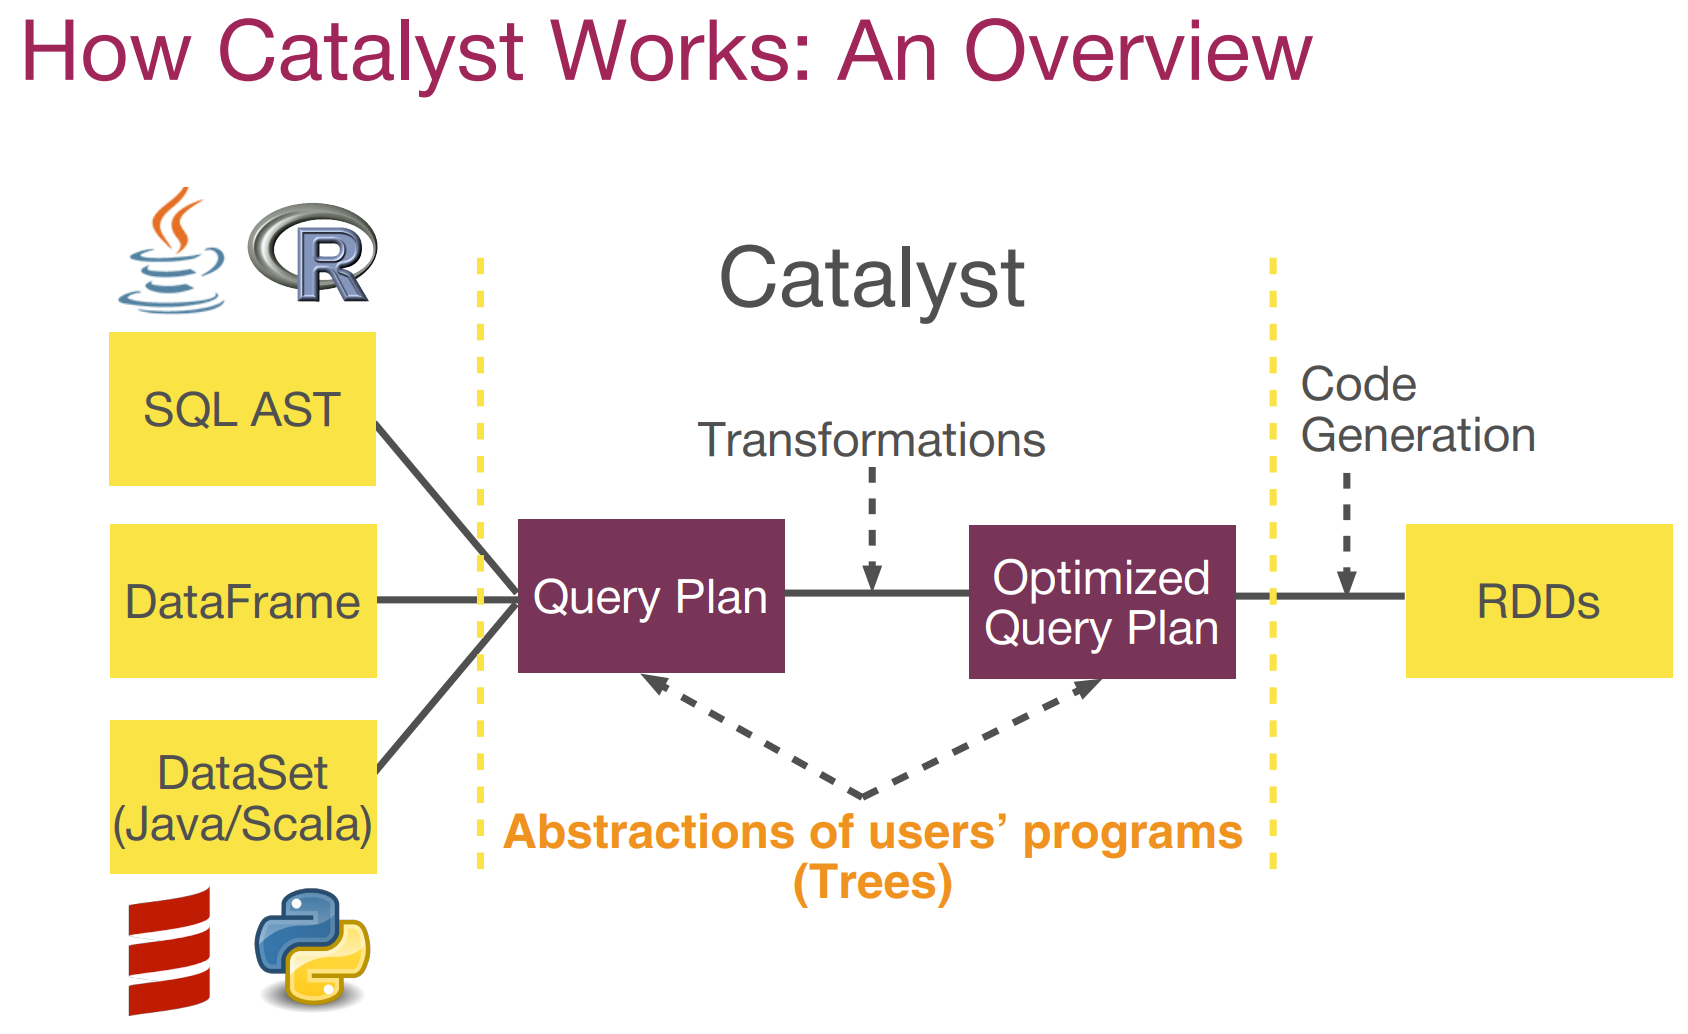 How Catalyst Works: An Overview
R
Catalyst
SQL AST
Transformations
Code
Generation
DataFrame
Query Plan
Optimized
Query Plan
RDDs
DataSet
(Java/Scala)
Abstractions of users’ programs
(Trees)